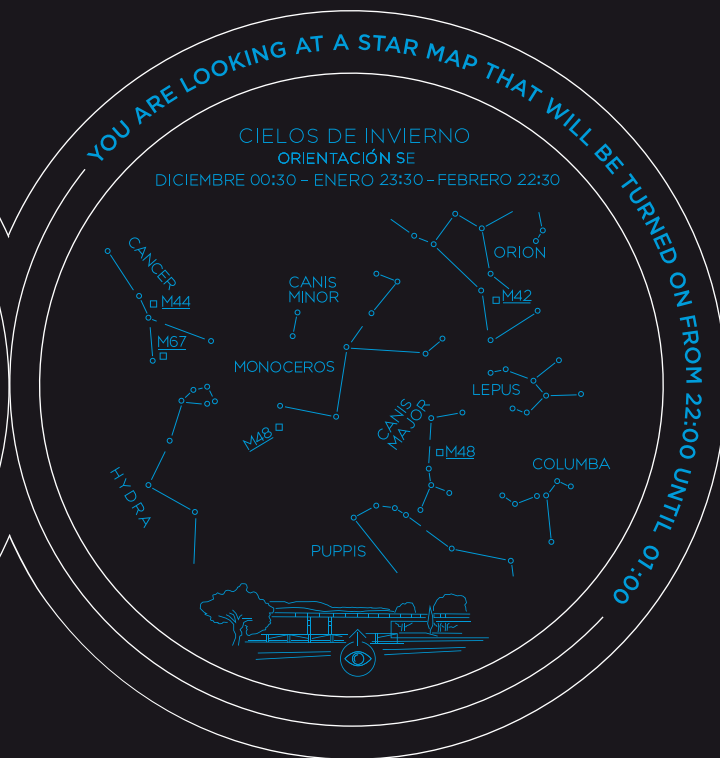 YOU ARE LOOKING AT A STAR MAP THAT WILL BE TURNED ON FROM 22:00 UNTIL 01:00
CIELOS DE INVIERNO
ORIENTACIÓN SE
DICIEMBRE 00:30 – ENERO 23:30 – FEBRERO 22:30
CANCER
M44
M67
CANIS
MINOR
ORION
M42
MONOCEROS
LEPUS
CANIS
MAJOR
M48
M48
COLUMBA
HYDRA
PUPPIS